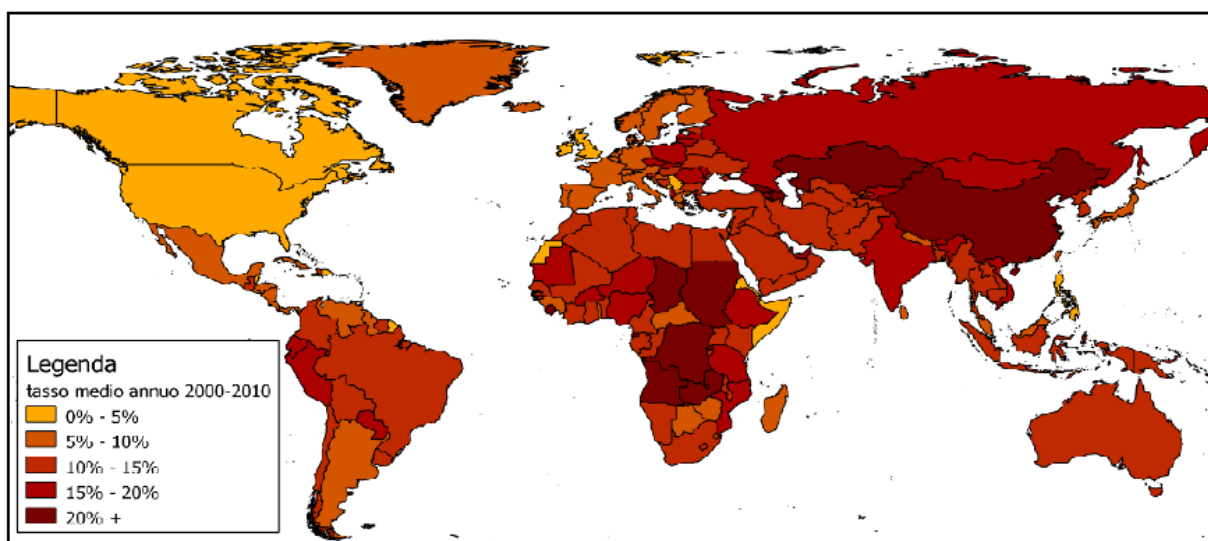 Legenda
tasso medio annuo 2000-2010
0% - 5%
5% - 10%
10% - 15%
15% - 20%
20% +